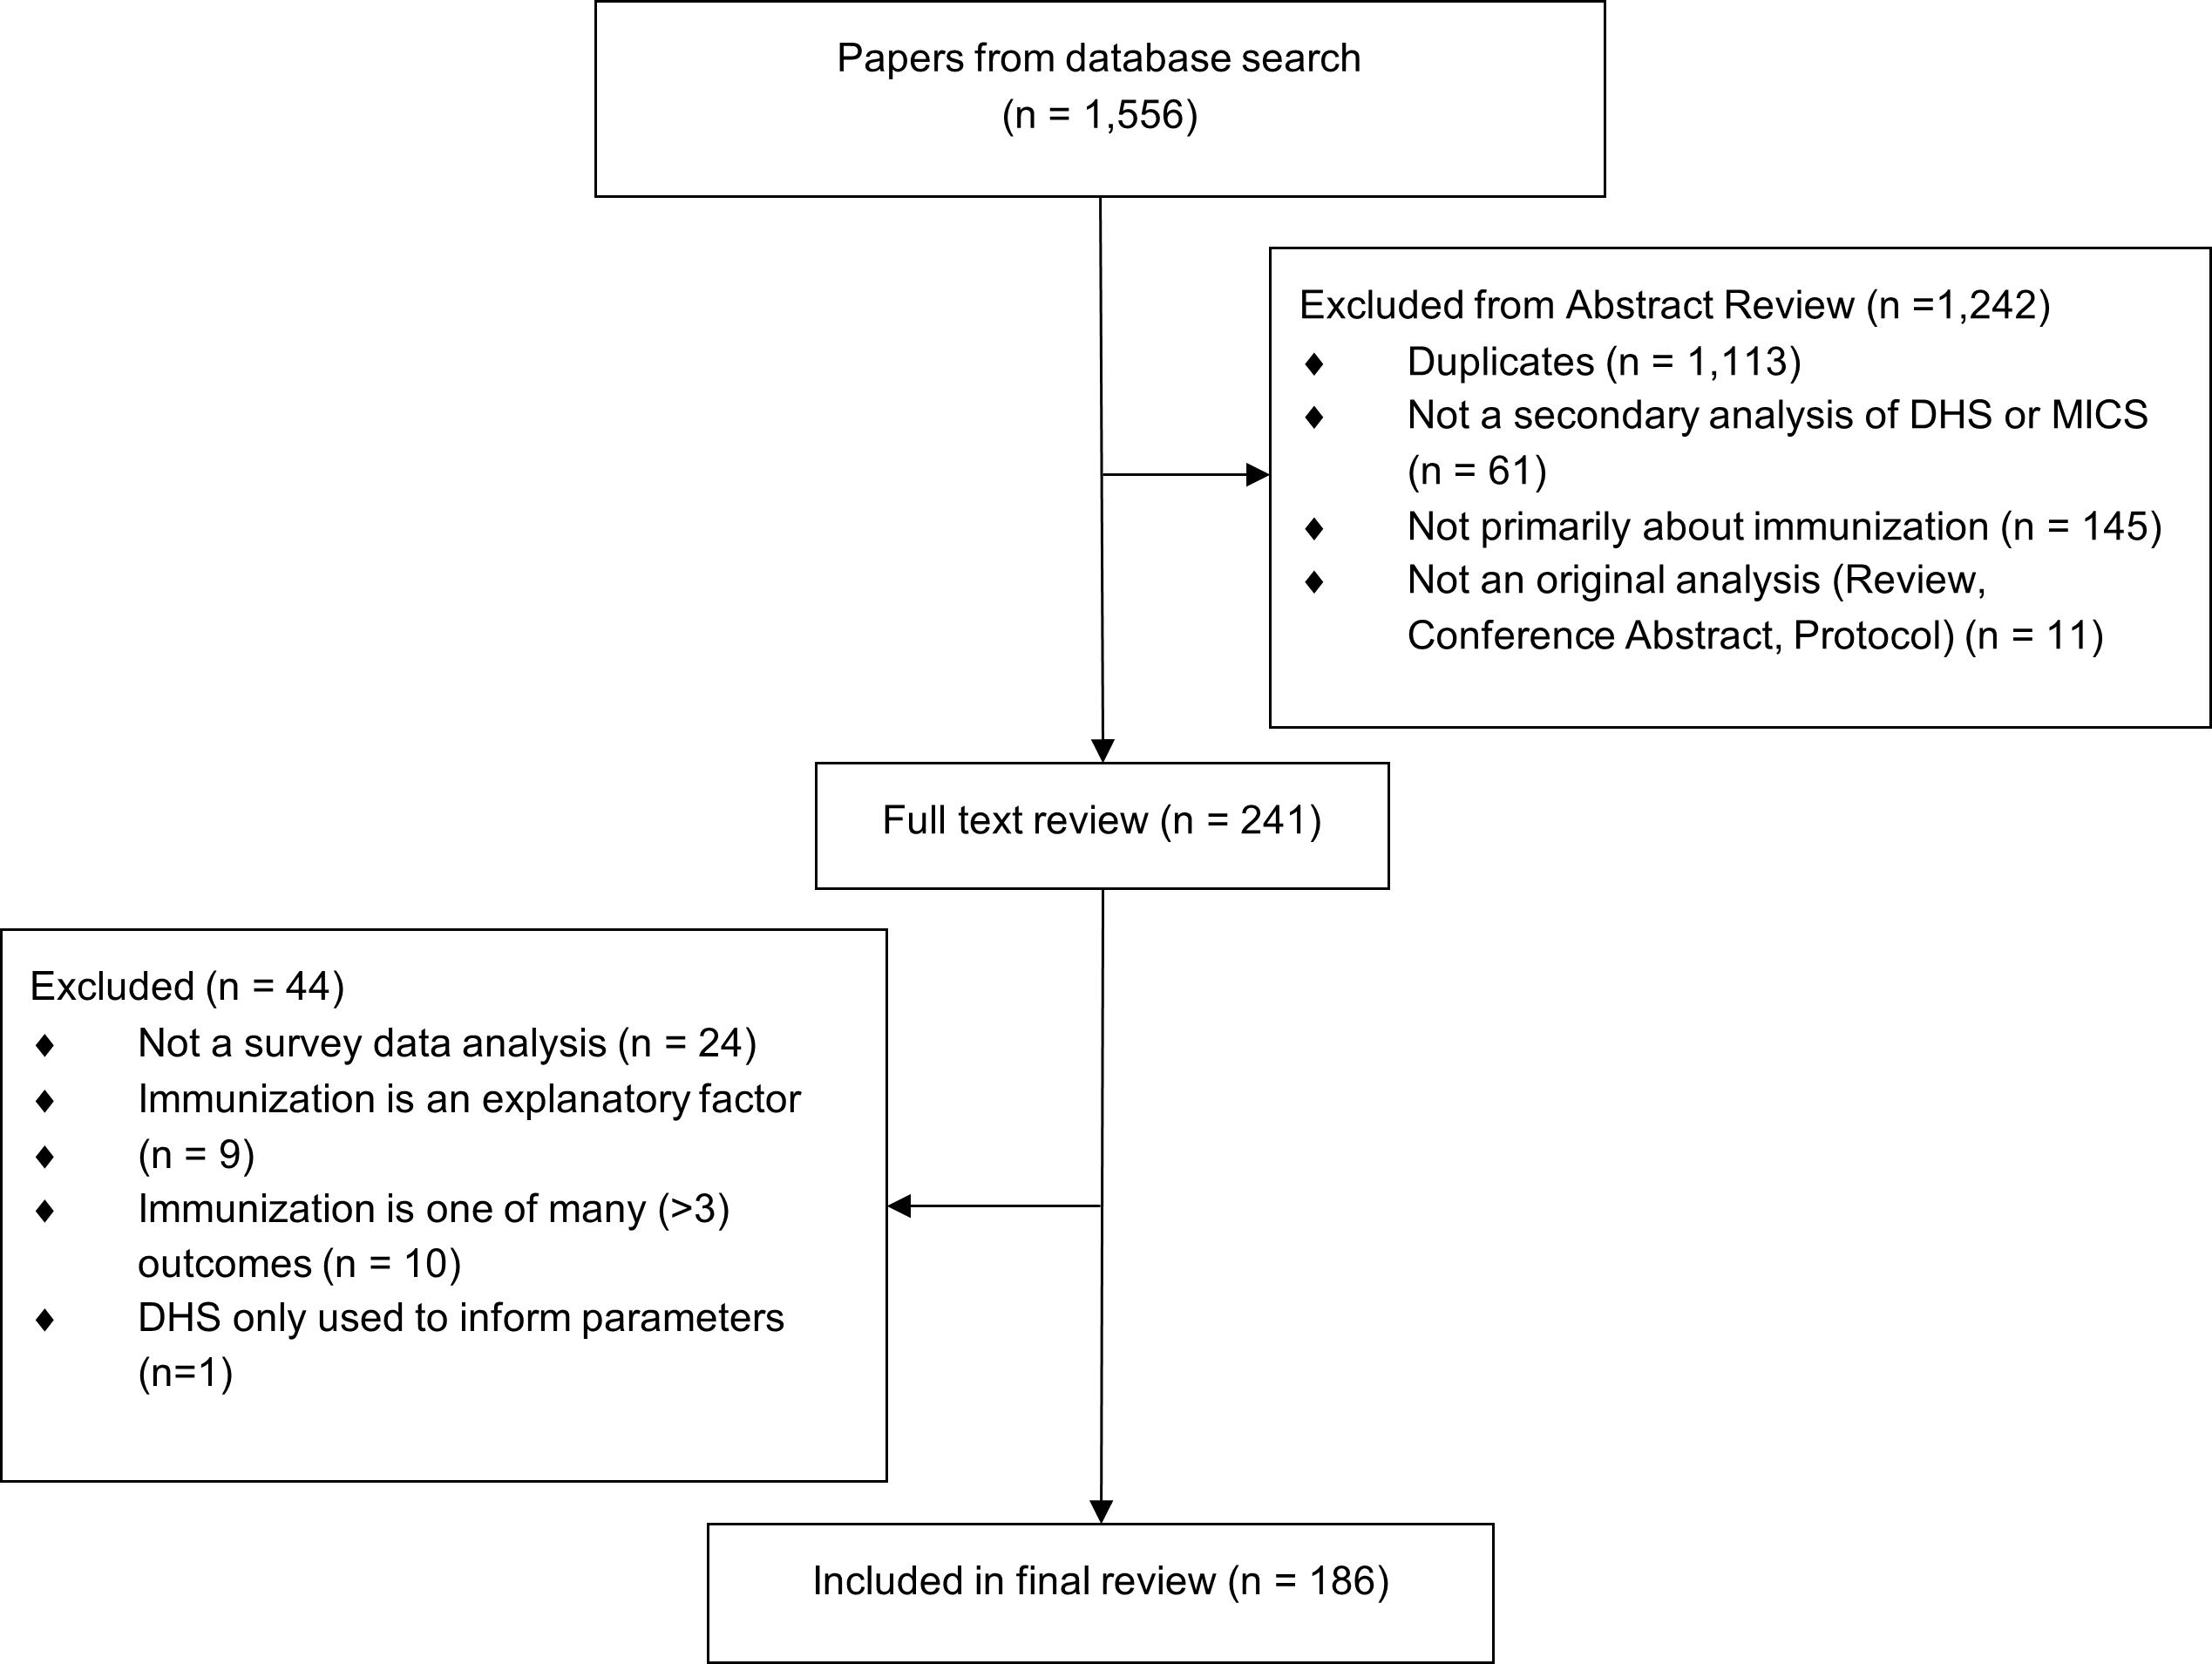 Papers from database search
(n = 1,556)
Excluded from Abstract Review (n =1,242)
♦ Duplicates (n = 1,113)
♦ Not a secondary analysis of DHS or MICS
(n = 61)
♦ Not primarily about immunization (n = 145)
♦ Not an original analysis (Review,
Conference Abstract, Protocol) (n = 11)
Full text review (n = 241)
Excluded (n = 44)
♦ Not a survey data analysis (n = 24)
♦ Immunization is an explanatory factor
♦ (n = 9)
♦ Immunization is one of many (>3)
outcomes (n = 10)
♦ DHS only used to inform parameters
(n=1)
Included in final review (n = 186)